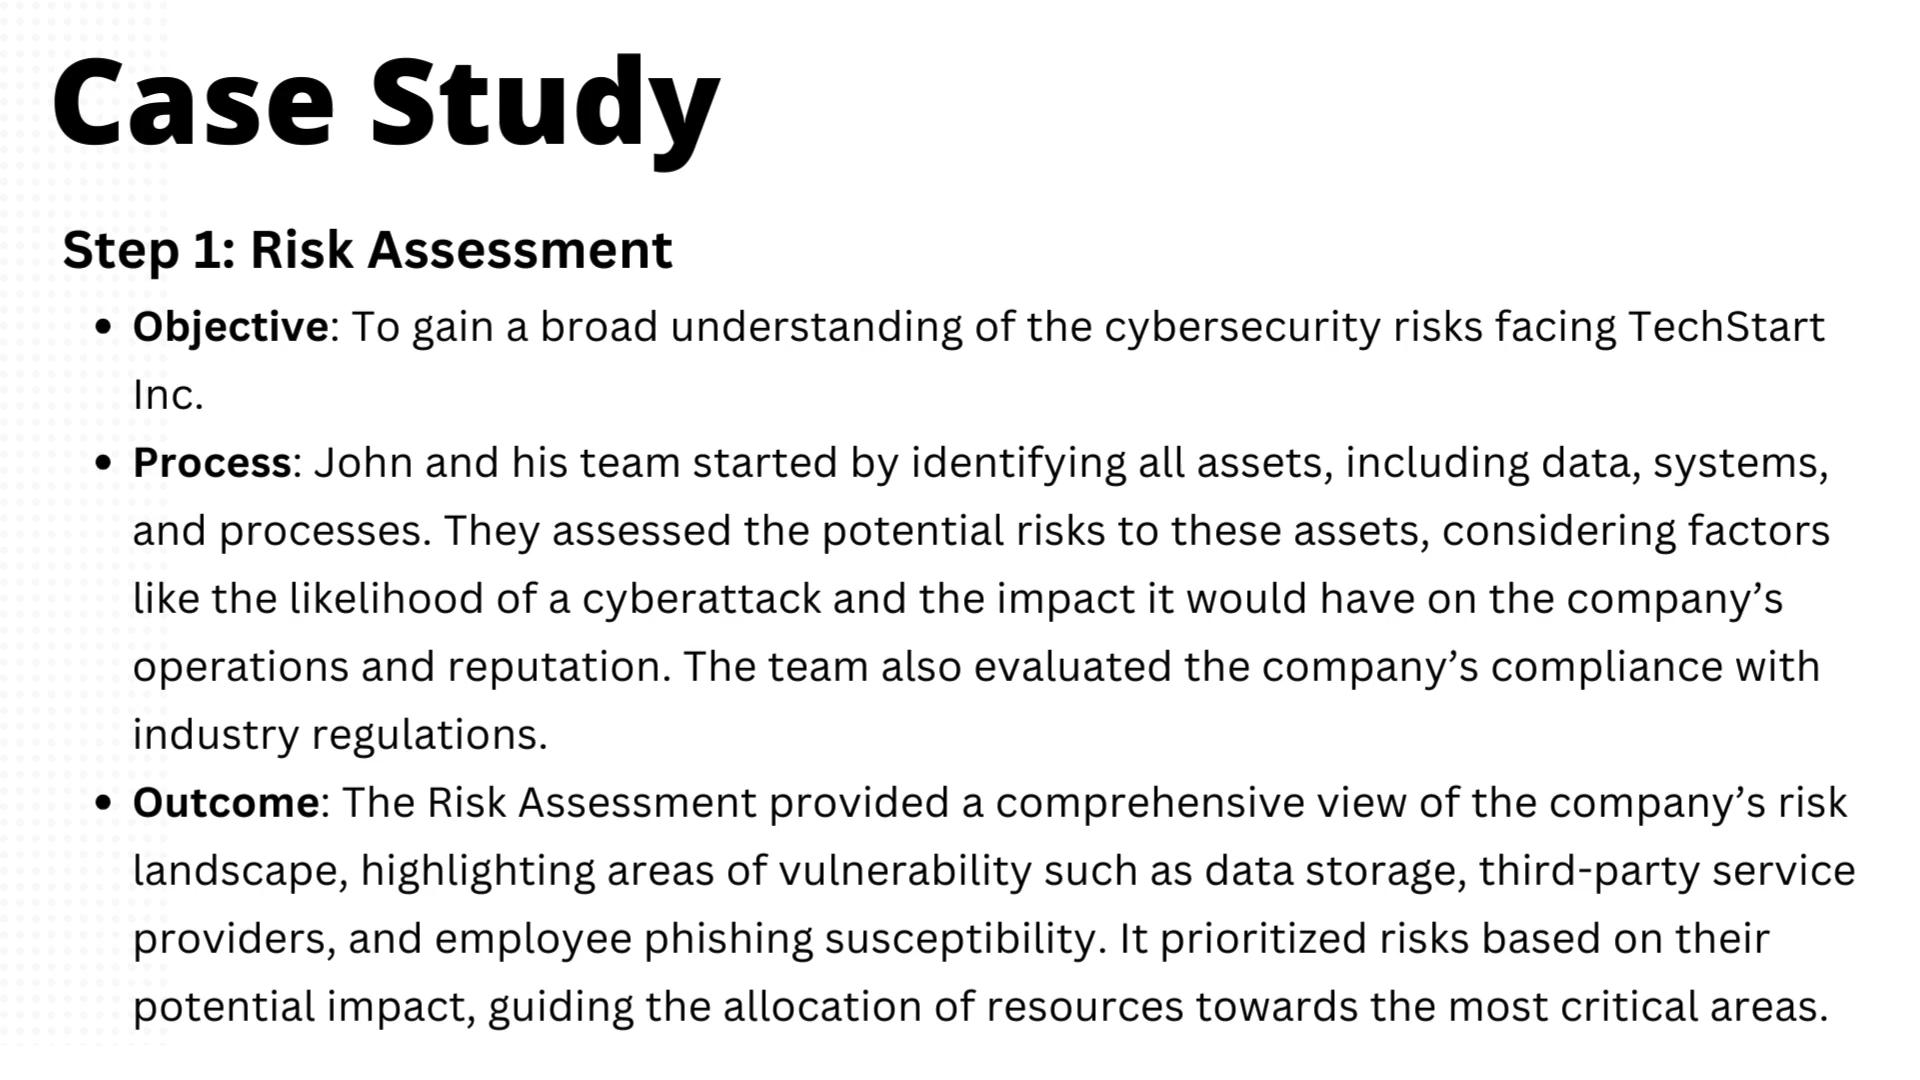 Case Study
Step 1: Risk Assessment
• Objective: To gain a broad understanding of the cybersecurity risks facing TechStart
Inc.
• Process: John and his team started by identifying all assets, including data, systems,
and processes. They assessed the potential risks to these assets, considering factors
like the likelihood of a cyberattack and the impact it would have on the company’s
operations and reputation. The team also evaluated the company’s compliance with
industry regulations.
• Outcome: The Risk Assessment provided a comprehensive view of the company’s risk
landscape, highlighting areas of vulnerability such as data storage, third-party service
providers, and employee phishing susceptibility. It prioritized risks based on their
potential impact, guiding the allocation of resources towards the most critical areas.